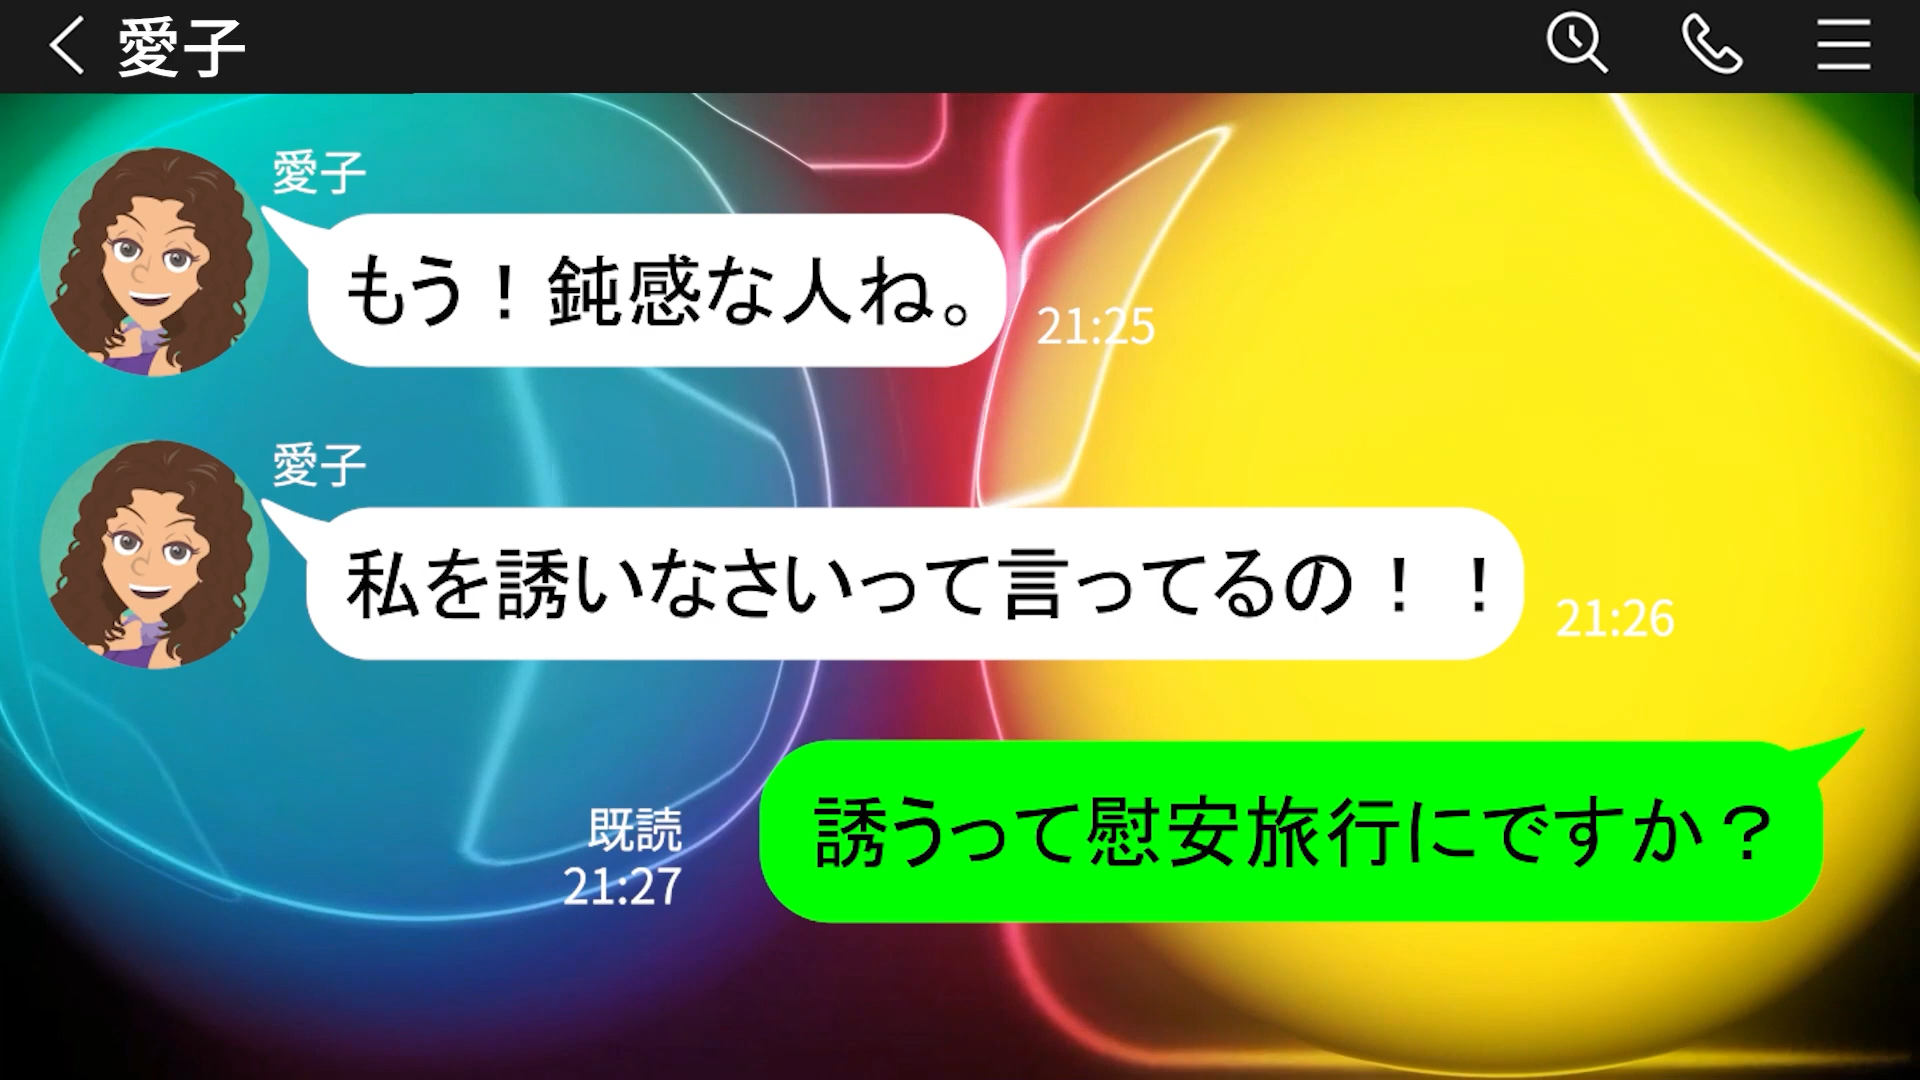 愛子
愛子
もう！鈍感な人ね。
21:25
愛子
私を誘いなさいって言ってるの！！
21:26
誘うって慰安旅行にですか？
既読
21:27